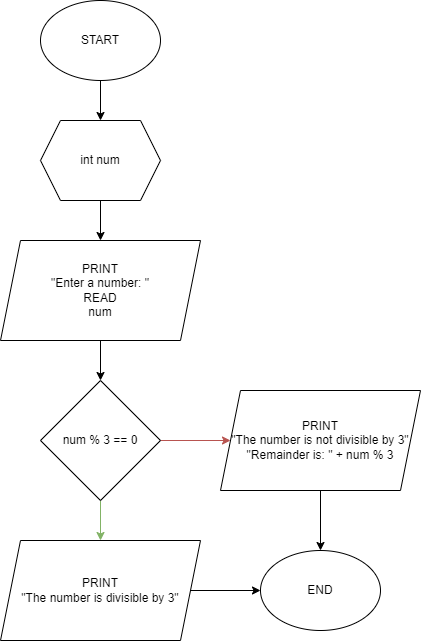 START
int num
PRINT
"Enter a number: "
READ
num
num % 3 == 0
PRINT
"The number is not divisible by 3"
"Remainder is: " + num % 3
PRINT
"The number is divisible by 3"
END